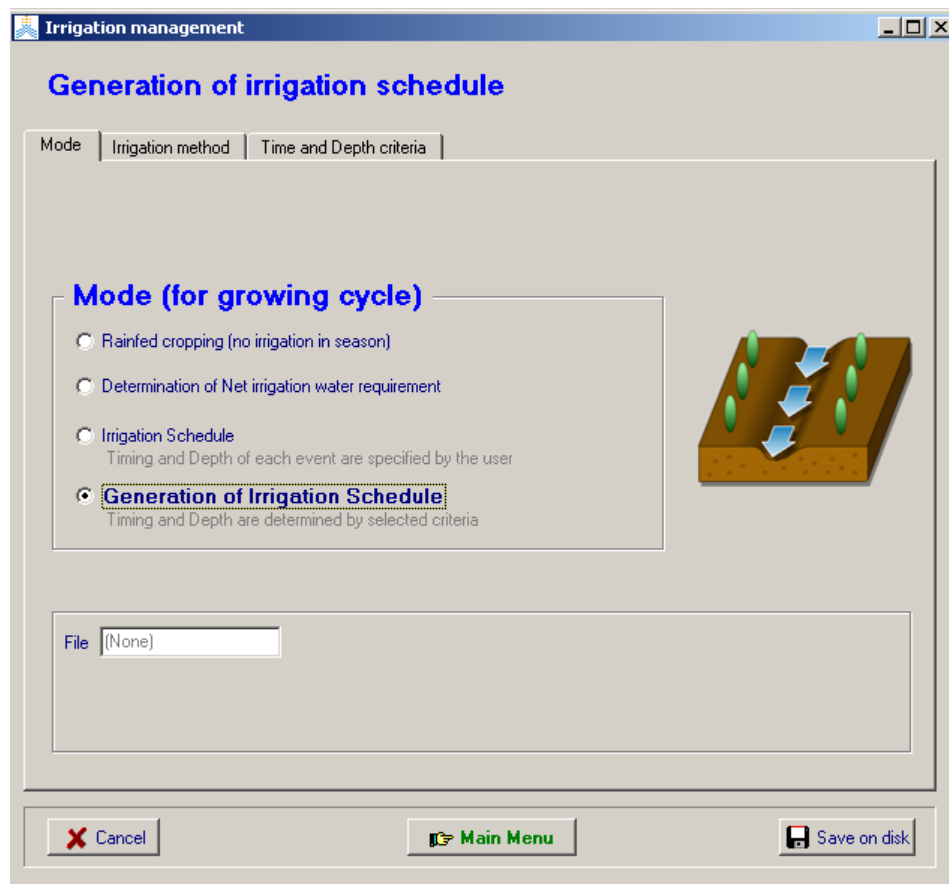 Irrigation management
Generation of irrigation schedule
Mode
Irrigation method
Time and Depth criteria
Mode (for growing cycle)
Rainfed cropping (no irrigation in season)
Determination of Net irrigation water requirement
Irrigation Schedule
Timing and Depth of each event are specified by the user
Generation of Irrigation Schedule
Timing and Depth are determined by selected criteria
File (None)
Cancel
Main Menu
Save on disk